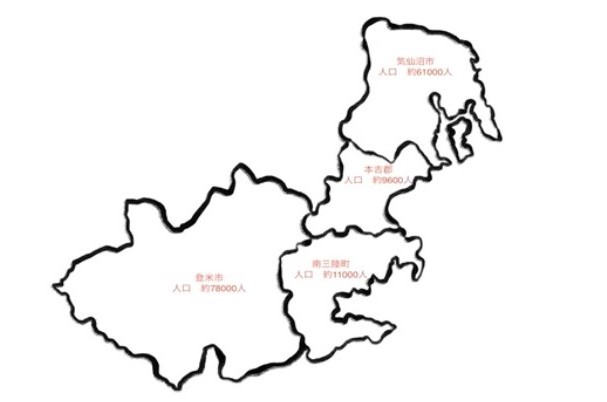 気仙沼市
人口　約61000人
本吉郡
人口　約9600人
南三陸町
人口　約11000人
登米市
人口　約78000人